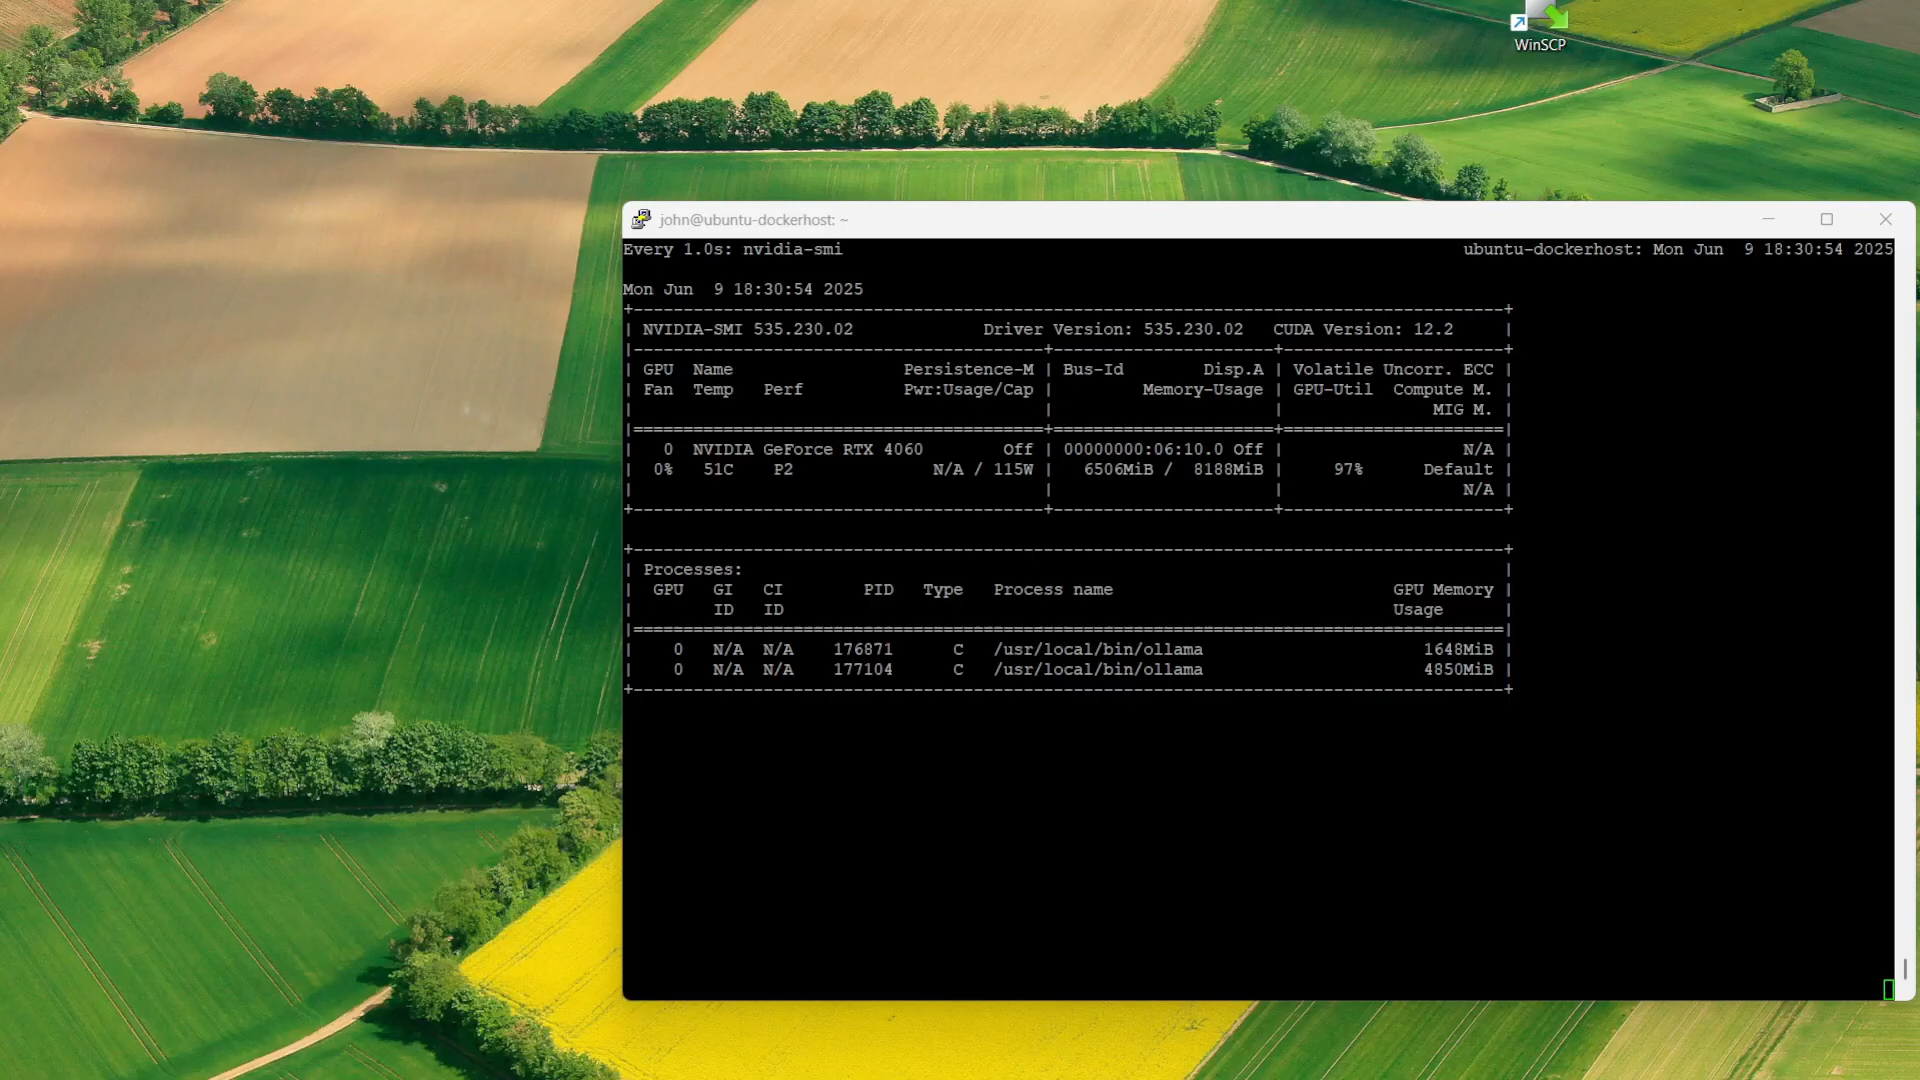 WinSCP
john@ubuntu-dockerhost: ~
Every 1.0s: nvidia-smi ubuntu-dockerhost: Mon Jun  9 18:30:54 2025
Mon Jun  9 18:30:54 2025
+---------------------------------------------------------------------------------------+
| NVIDIA-SMI 535.230.02             Driver Version: 535.230.02   CUDA Version: 12.2     |
|-----------------------------------------+----------------------+----------------------+
| GPU  Name                 Persistence-M | Bus-Id        Disp.A | Volatile Uncorr. ECC |
| Fan  Temp   Perf          Pwr:Usage/Cap |         Memory-Usage | GPU-Util  Compute M. |
|                                         |                      |               MIG M. |
|=========================================+======================+======================|
|   0  NVIDIA GeForce RTX 4060        Off | 00000000:06:10.0 Off |                  N/A |
|  0%   51C    P2              N/A / 115W |   6506MiB /  8188MiB |     97%      Default |
|                                         |                      |                  N/A |
+-----------------------------------------+----------------------+----------------------+
+---------------------------------------------------------------------------------------+
| Processes:                                                                            |
|  GPU   GI   CI        PID   Type   Process name                            GPU Memory |
|        ID   ID                                                             Usage      |
|=======================================================================================|
|    0   N/A  N/A    176871      C   /usr/local/bin/ollama                      1648MiB |
|    0   N/A  N/A    177104      C   /usr/local/bin/ollama                      4850MiB |
+---------------------------------------------------------------------------------------+